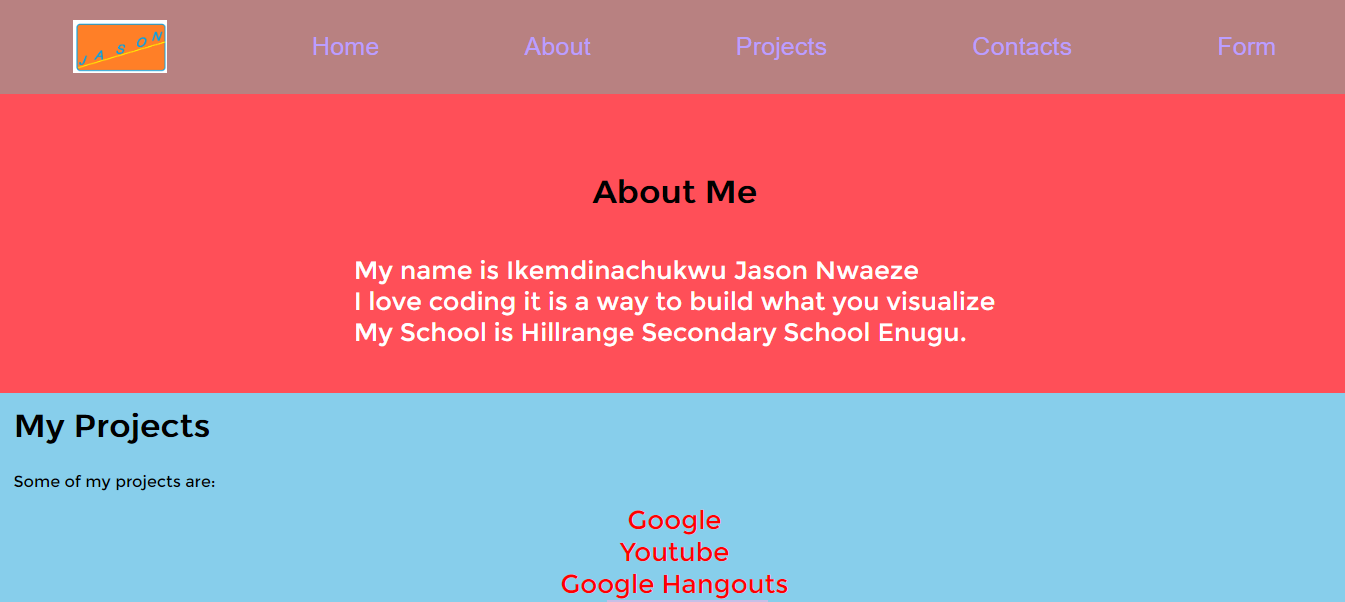 JASON
Home About Projects Contacts Form
About Me
My name is Ikemdinachukwu Jason Nwaeze
I love coding it is a way to build what you visualize
My School is Hillrange Secondary School Enugu.
My Projects
Some of my projects are:
Google
Youtube
Google Hangouts